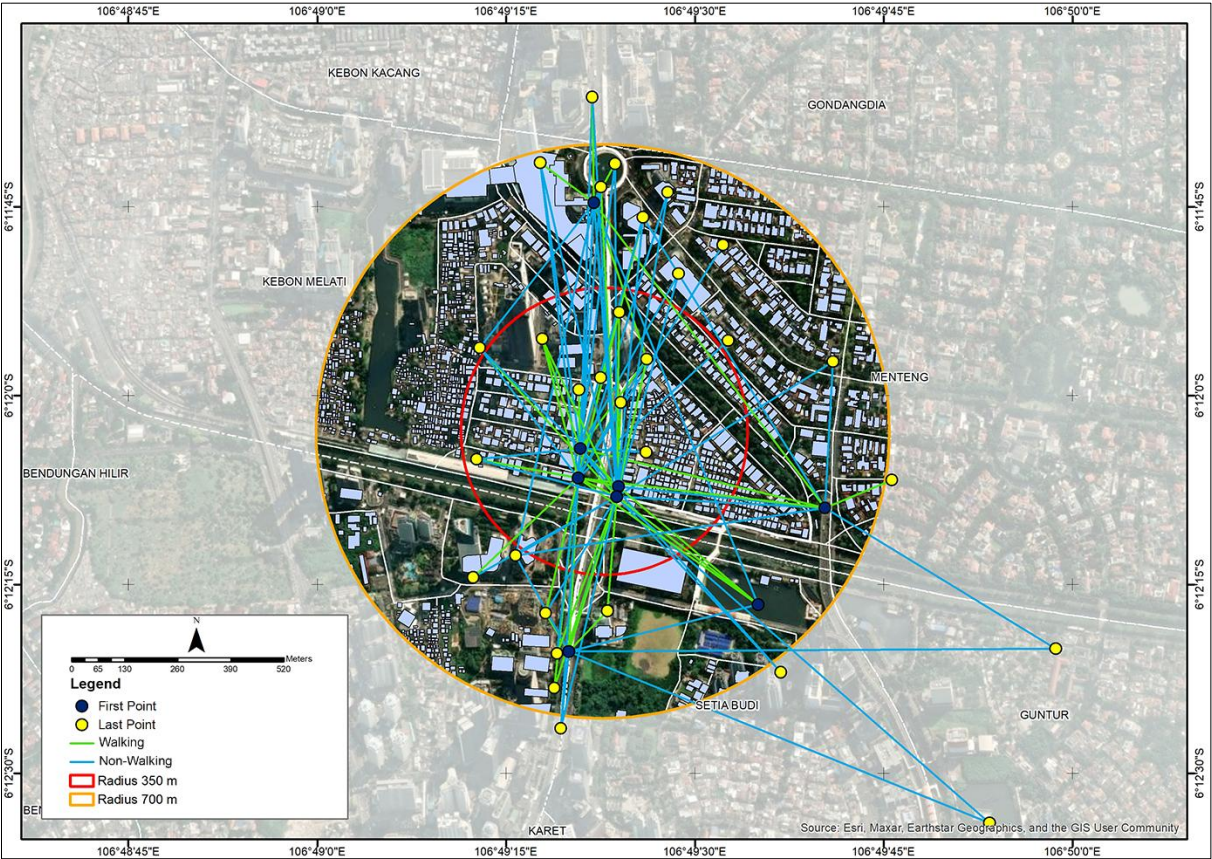 106°48'45"E 106°49'0"E 106°49'15"E 106°49'30"E 106°49'45"E 106°50'0"E
KEBON KACANG
GONDANGDIA
6°11'45"S 6°11'45"S
KEBON MELATI
MENTENG
6°12'0"S 6°12'0"S
BENDUNGAN HILIR
6°12'15"S 6°12'15"S
SETIA BUDI
GUNTUR
6°12'30"S 6°12'30"S
N
0 65 130 260 390 520 Meters
Legend
First Point
Last Point
Walking
Non-Walking
Radius 350 m
Radius 700 m
BEN
KARET
Source: Esri, Maxar, Earthstar Geographics, and the GIS User Community
106°48'45"E 106°49'0"E 106°49'15"E 106°49'30"E 106°49'45"E 106°50'0"E